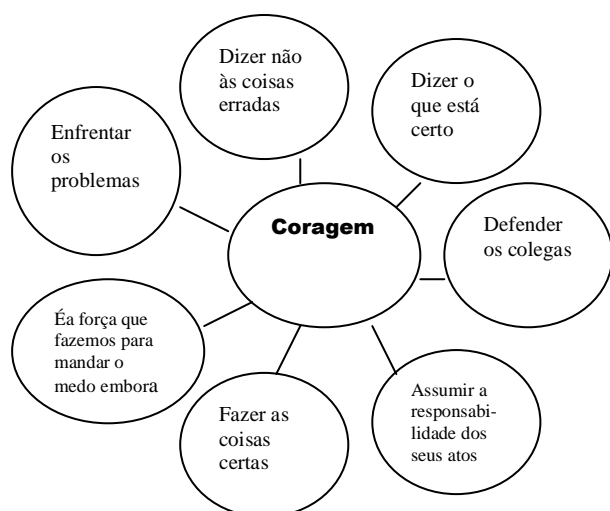 Dizer não
às coisas
erradas
Dizer o
que está
certo
Enfrentar
os
problemas
Coragem
Defender
os colegas
Éa força que
fazemos para
mandar o
medo embora
Fazer as
coisas
certas
Assumir a
responsabi-
lidade dos
seus atos